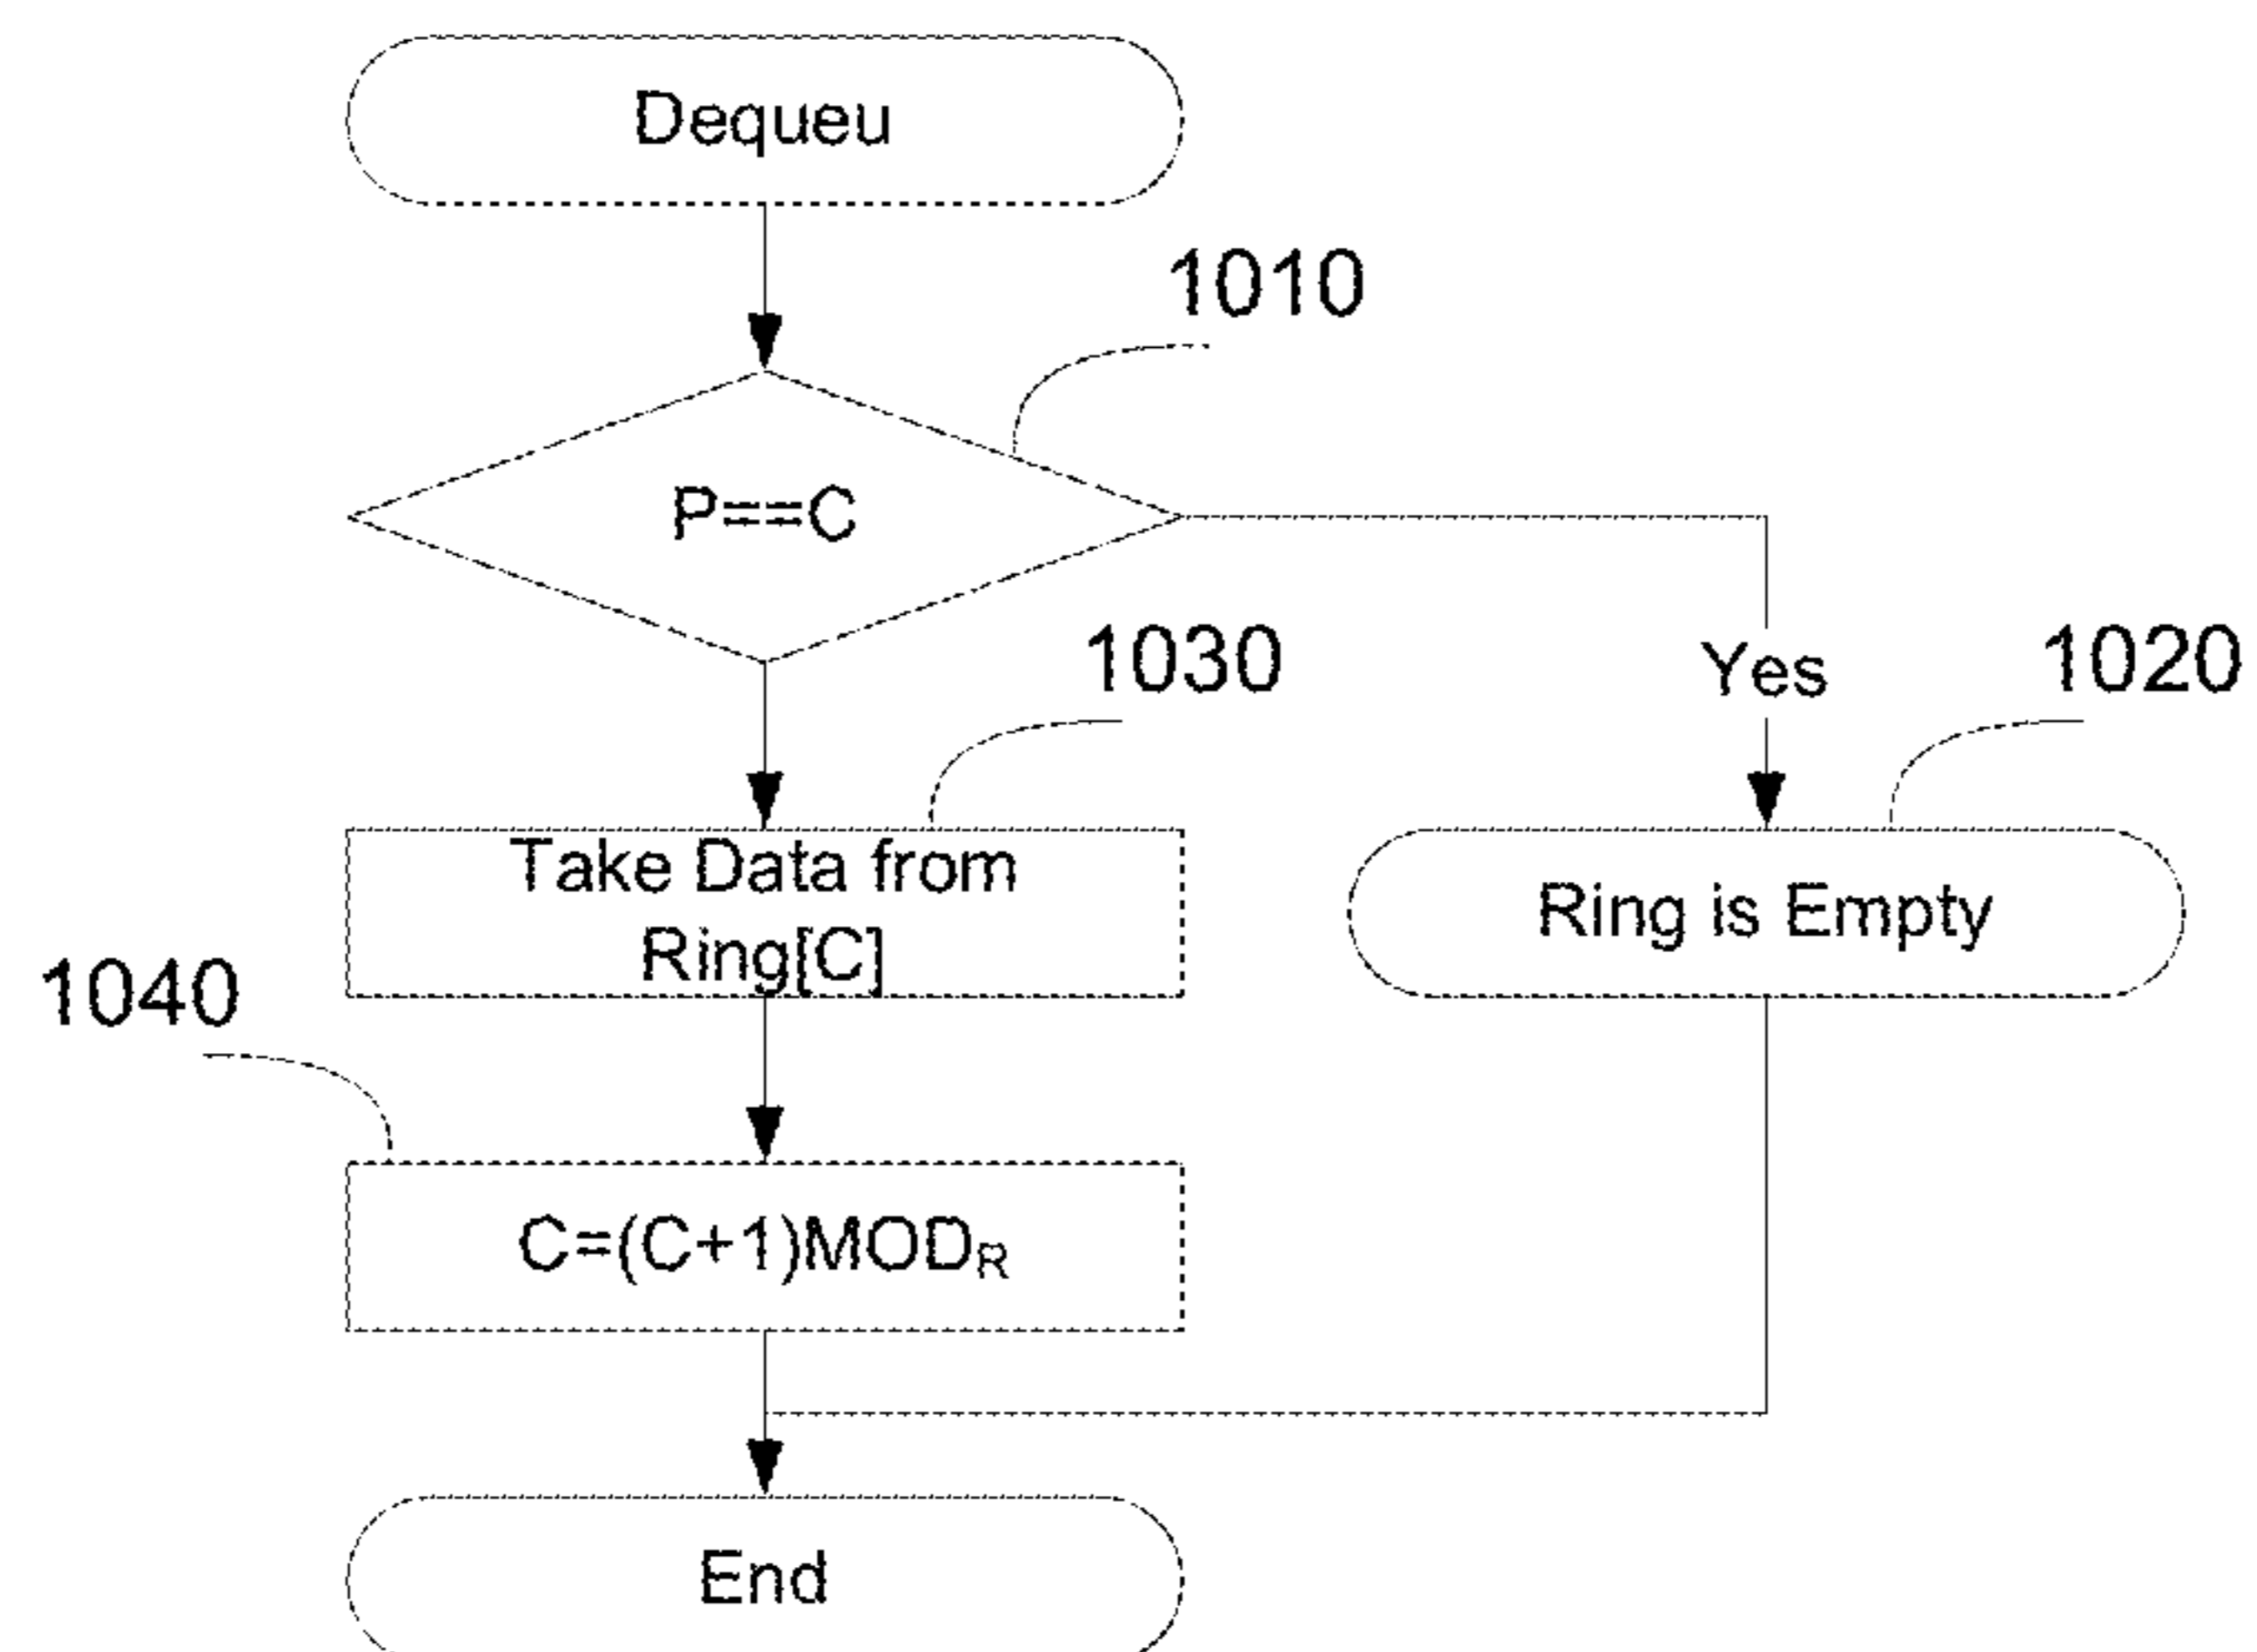 Dequeu
1010
P==C
1030
Yes
1020
Take Data from
Ring[C]
Ring is Empty
1040
C=(C+1)MODR
End